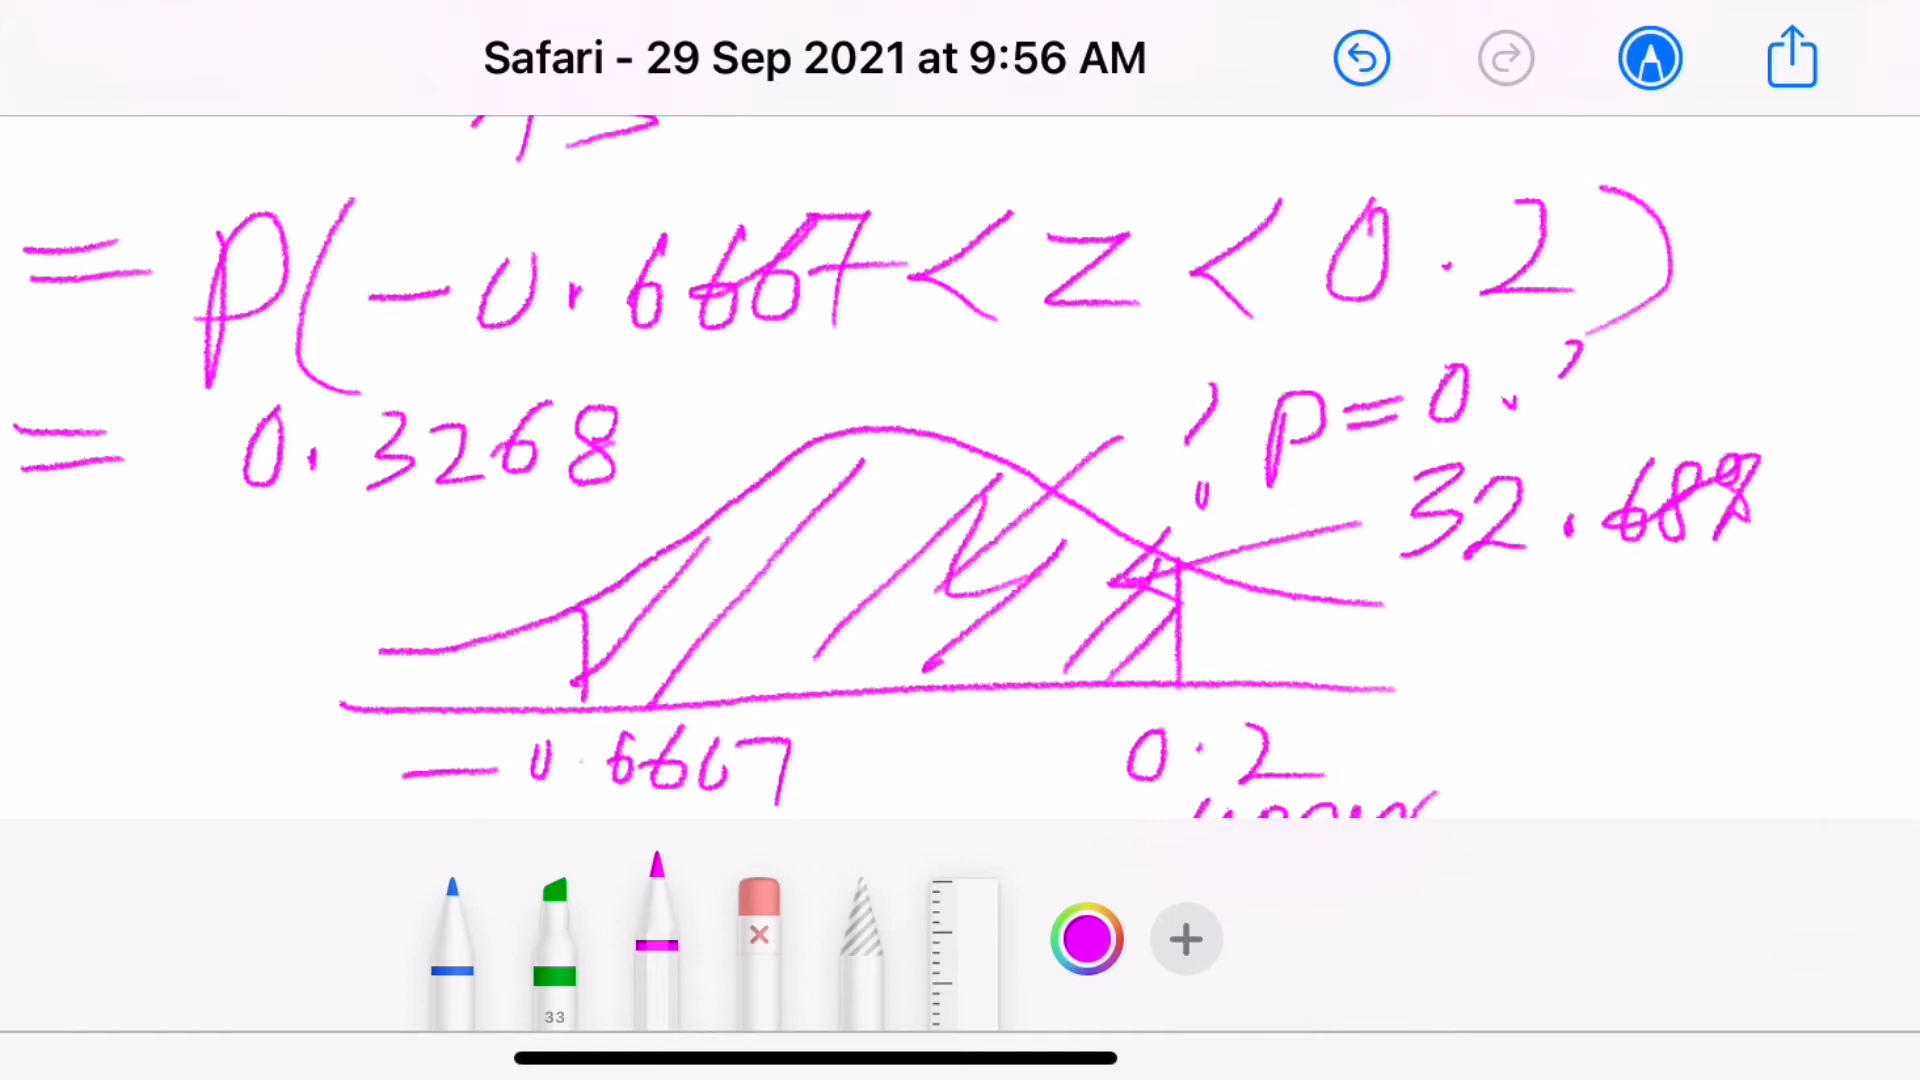 Safari - 29 Sep 2021 at 9:56 AM
= P(-0.6667 < z < 0.2)
= 0.3268
P=0.
32.68%
-0.6667
0.2
33